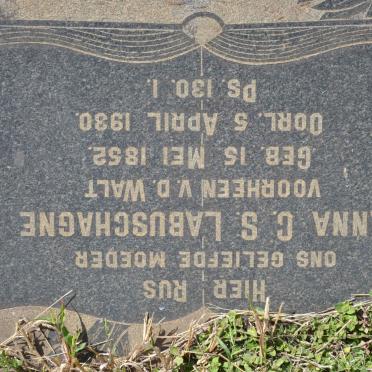 HIER RUS
ONS GELIEFDE MOEDER
ANNA C. S. LABUSCHAGNE
VOORHEEN V. D. WALT
GEB. 15 MEI 1852.
OORL. 5 APRIL 1930.
PS. 130. 1.